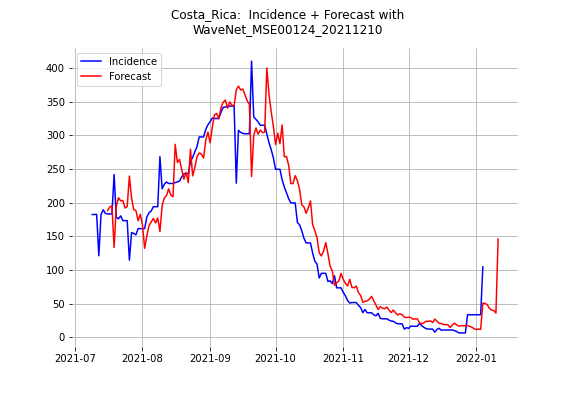 Costa_Rica:  Incidence + Forecast with
WaveNet_MSE00124_20211210
Incidence
Forecast
400
350
300
250
200
150
100
50
0
2021-07 2021-08 2021-09 2021-10 2021-11 2021-12 2022-01